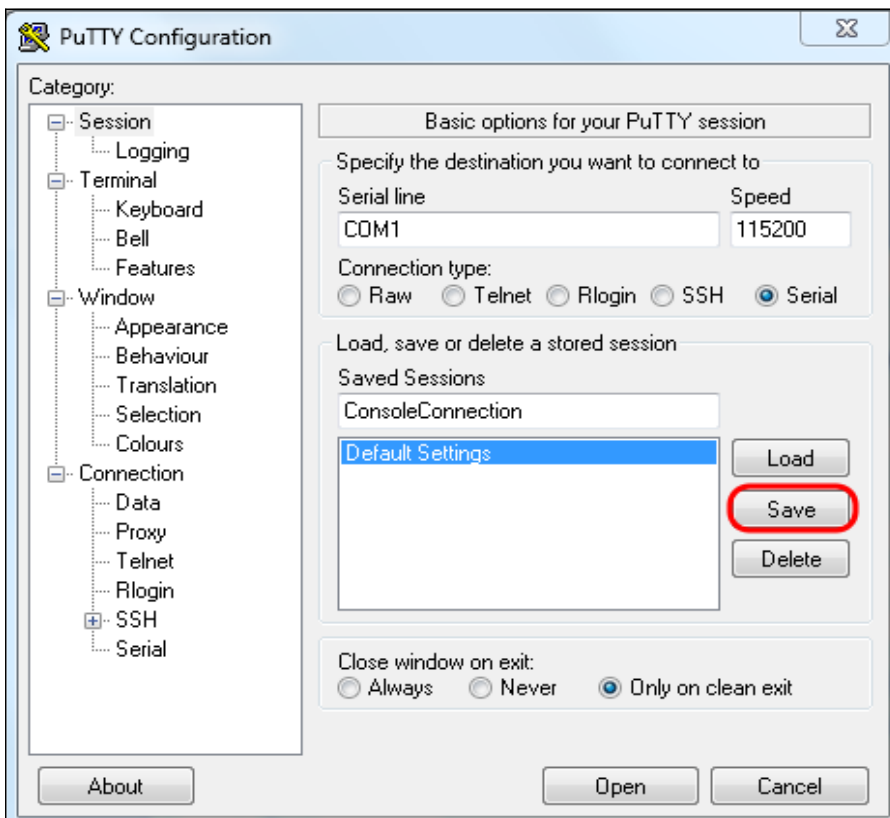 PuTTY Configuration
Category:
Session
Logging
Terminal
Keyboard
Bell
Features
Window
Appearance
Behaviour
Translation
Selection
Colours
Connection
Data
Proxy
Telnet
Rlogin
SSH
Serial
Basic options for your PuTTY session
Specify the destination you want to connect to
Serial line Speed
COM1 115200
Connection type:
Raw Telnet Rlogin SSH Serial
Load, save or delete a stored session
Saved Sessions
ConsoleConnection
Default Settings
Load
Save
Delete
Close window on exit:
Always Never Only on clean exit
About Open Cancel